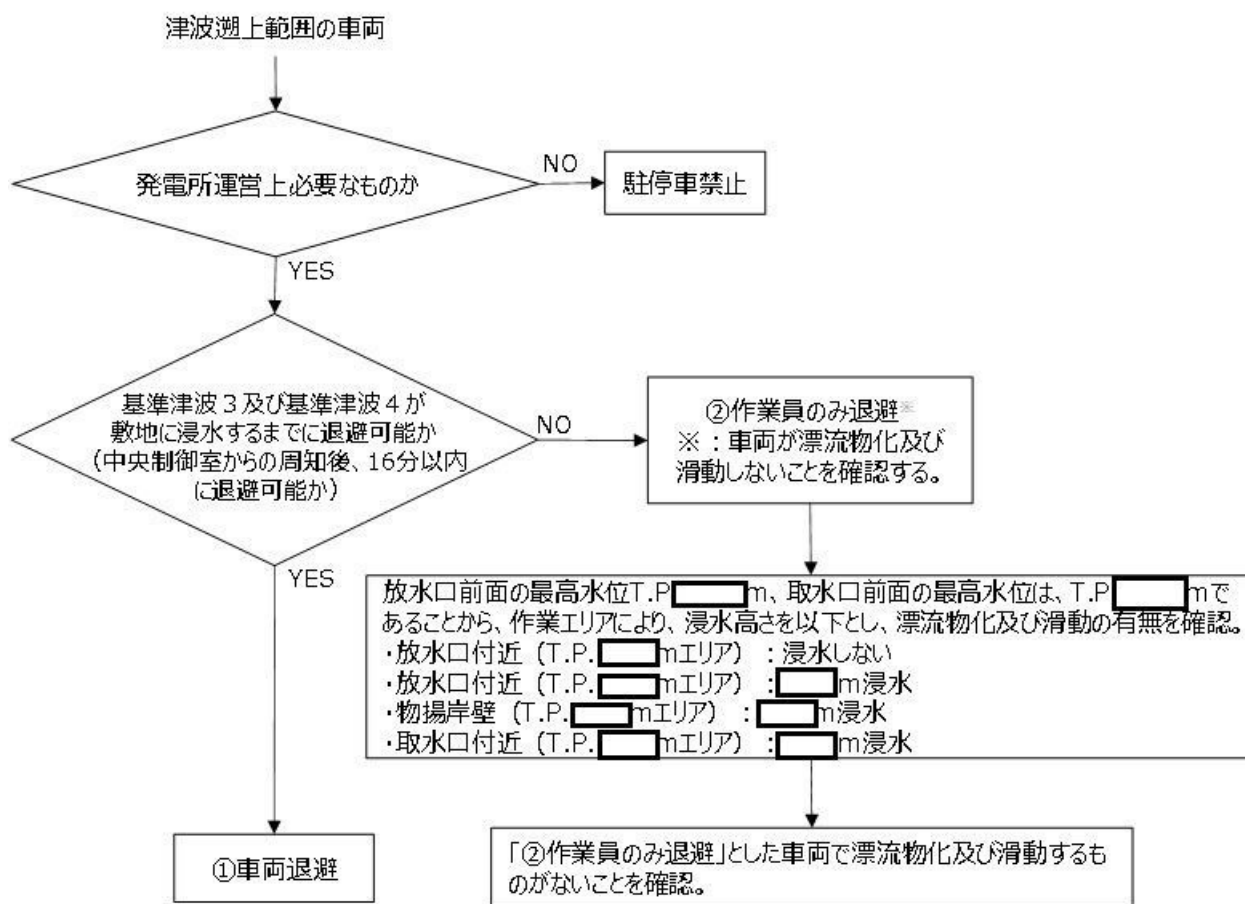 津波遡上範囲の車両
発電所運営上必要なものか
NO
駐停車禁止
YES
基準津波3及び基準津波4が
敷地に浸水するまでに退避可能か
(中央制御室からの周知後、16分以内
に退避可能か)
NO
②作業員のみ退避※
※:車両が漂流物化及び
滑動しないことを確認する。
YES
放水口前面の最高水位T.P m、取水口前面の最高水位は、T.P mで
あることから、作業エリアにより、浸水高さを以下とし、漂流物化及び滑動の有無を確認。
・放水口付近(T.P. mエリア):浸水しない
・放水口付近(T.P. mエリア): m浸水
・物揚岸壁(T.P. mエリア): m浸水
・取水口付近(T.P. mエリア): m浸水
①車両退避
「②作業員のみ退避」とした車両で漂流物化及び滑動するも
のがないことを確認。